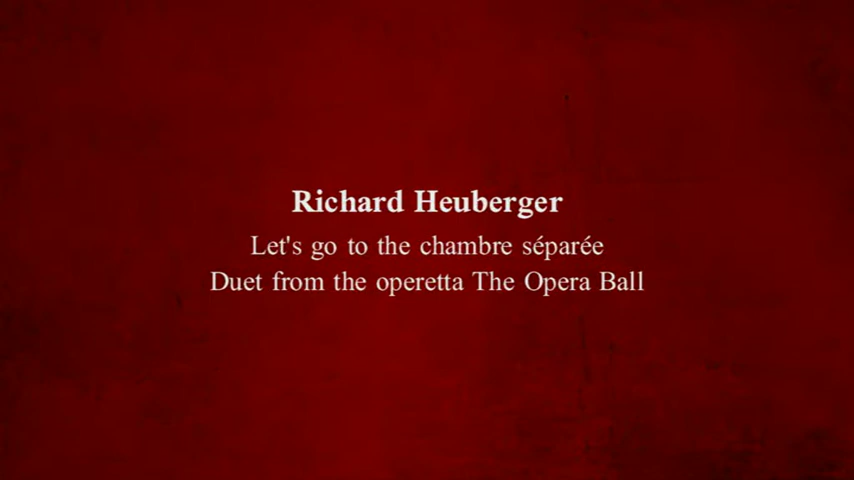 Richard Heuberger
Let's go to the chambre séparée
Duet from the operetta The Opera Ball